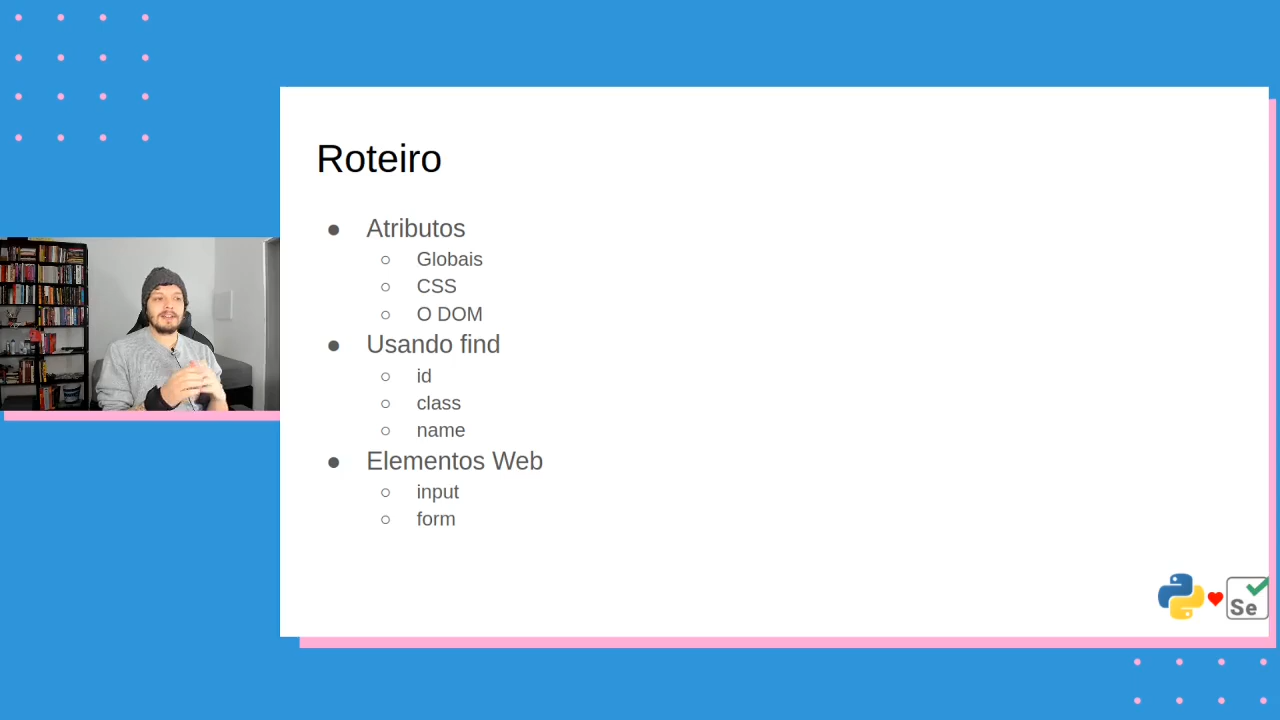 Roteiro
● Atributos
○ Globais
○ CSS
○ O DOM
● Usando find
○ id
○ class
○ name
● Elementos Web
○ input
○ form
Se